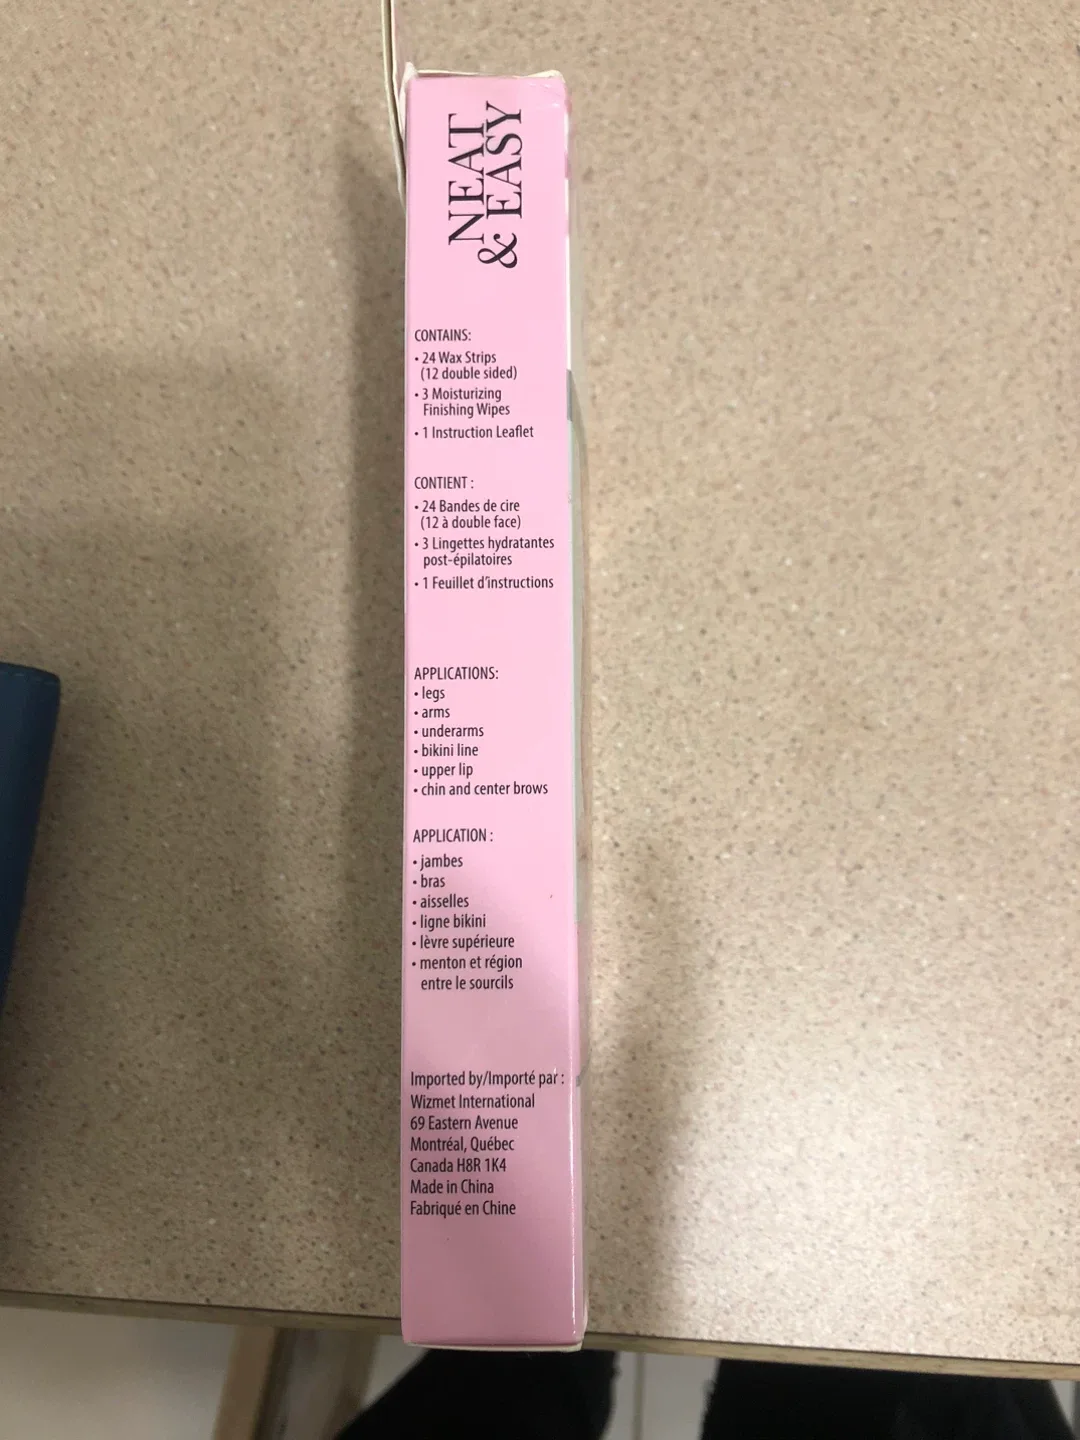 NEAT
& EASY
CONTAINS:
• 24 Wax Strips
(12 double sided)
• 3 Moisturizing
Finishing Wipes
• 1 Instruction Leaflet
CONTIENT :
• 24 Bandes de cire
(12 à double face)
• 3 Lingettes hydratantes
post-épilatoires
• 1 Feuillet d'instructions
APPLICATIONS:
• legs
• arms
• underarms
• bikini line
• upper lip
• chin and center brows
APPLICATION :
• jambes
• bras
• aisselles
• ligne bikini
• lèvre supérieure
• menton et région
entre le sourcils
Imported by/Importé par :
Wizmet International
69 Eastern Avenue
Montréal, Québec
Canada H8R 1K4
Made in China
Fabriqué en Chine